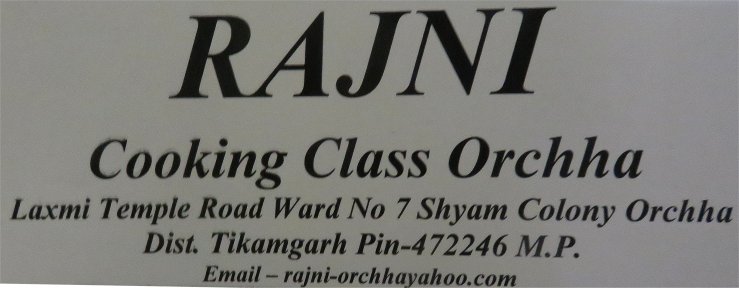 RAJNI
Cooking Class Orchha
Laxmi Temple Road Ward No 7 Shyam Colony Orchha
Dist. Tikamgarh Pin-472246 M.P.
Email – rajni-orchhayahoo.com